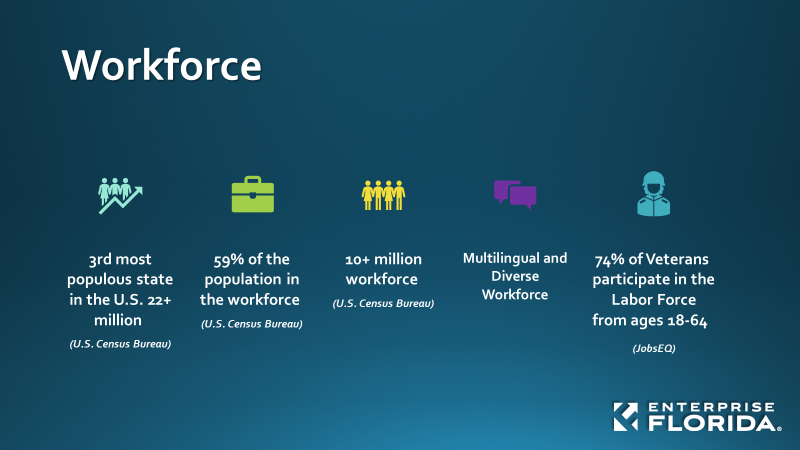 Workforce
3rd most
populous state
in the U.S. 22+
million
(U.S. Census Bureau)
59% of the
population in
the workforce
(U.S. Census Bureau)
10+ million
workforce
(U.S. Census Bureau)
Multilingual and
Diverse
Workforce
74% of Veterans
participate in the
Labor Force
from ages 18-64
(JobsEQ)
ENTERPRISE
FLORIDA®